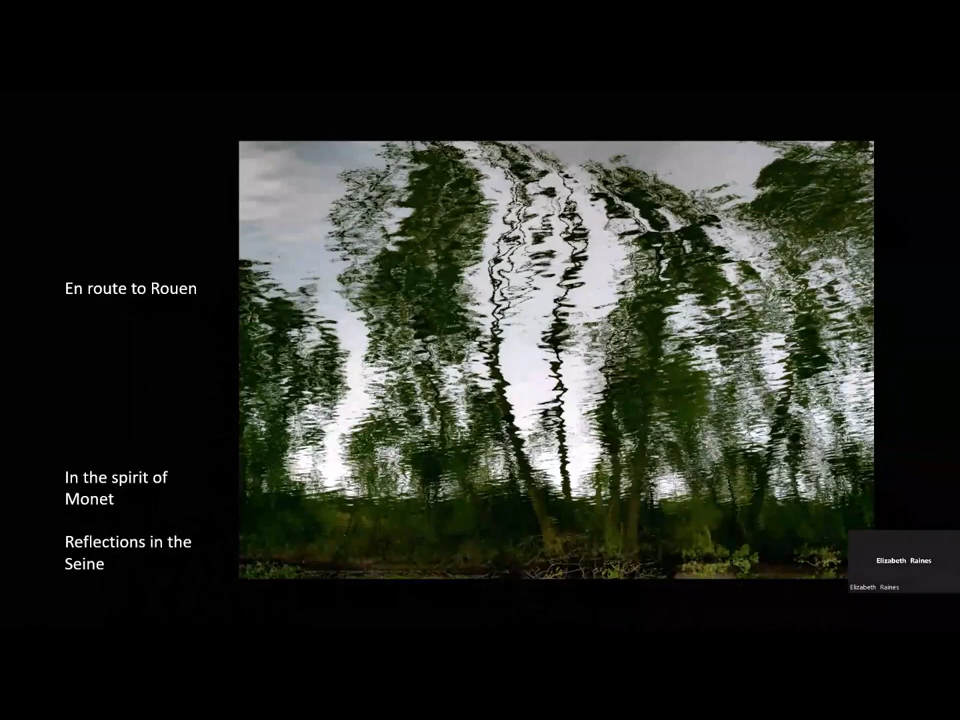 En route to Rouen
In the spirit of
Monet
Reflections in the
Seine
Elizabeth Raines
Elizabeth Raines